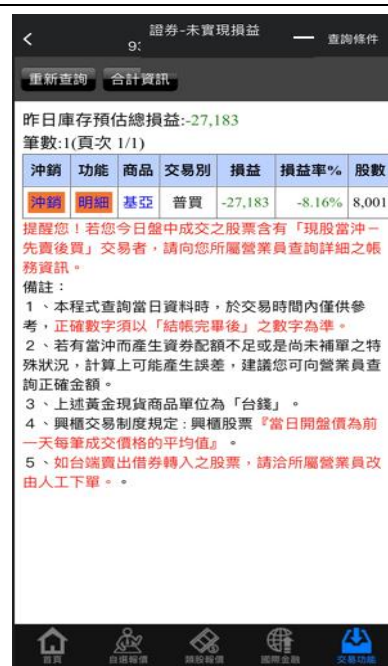 證券-未實現損益
9:
查詢條件
重新查詢 合計資訊
昨日庫存預估總損益:-27,183
筆數:1(頁次 1/1)
沖銷 功能 商品 交易別 損益 損益率% 股數
沖銷 明細 基亞 普買 -27,183 -8.16% 8,001
提醒您！若您今日盤中成交之股票含有「現股當沖－
先賣後買」交易者，請向您所屬營業員查詢詳細之帳
務資訊。
備註：
1、本程式查詢當日資料時，於交易時間內僅供參
考，正確數字須以「結帳完畢後」之數字為準。
2、若有當沖而產生資券配額不足或是尚未補單之特
殊狀況，計算上可能產生誤差，建議您可向營業員查
詢正確金額。
3、上述黃金現貨商品單位為「台錢」。
4、興櫃交易制度規定：興櫃股票『當日開盤價為前
一天每筆成交價格的平均值』。
5、如台端賣出借券轉入之股票，請洽所屬營業員改
由人工下單。。
首頁 自選報價 類股報價 國際金融 交易功能